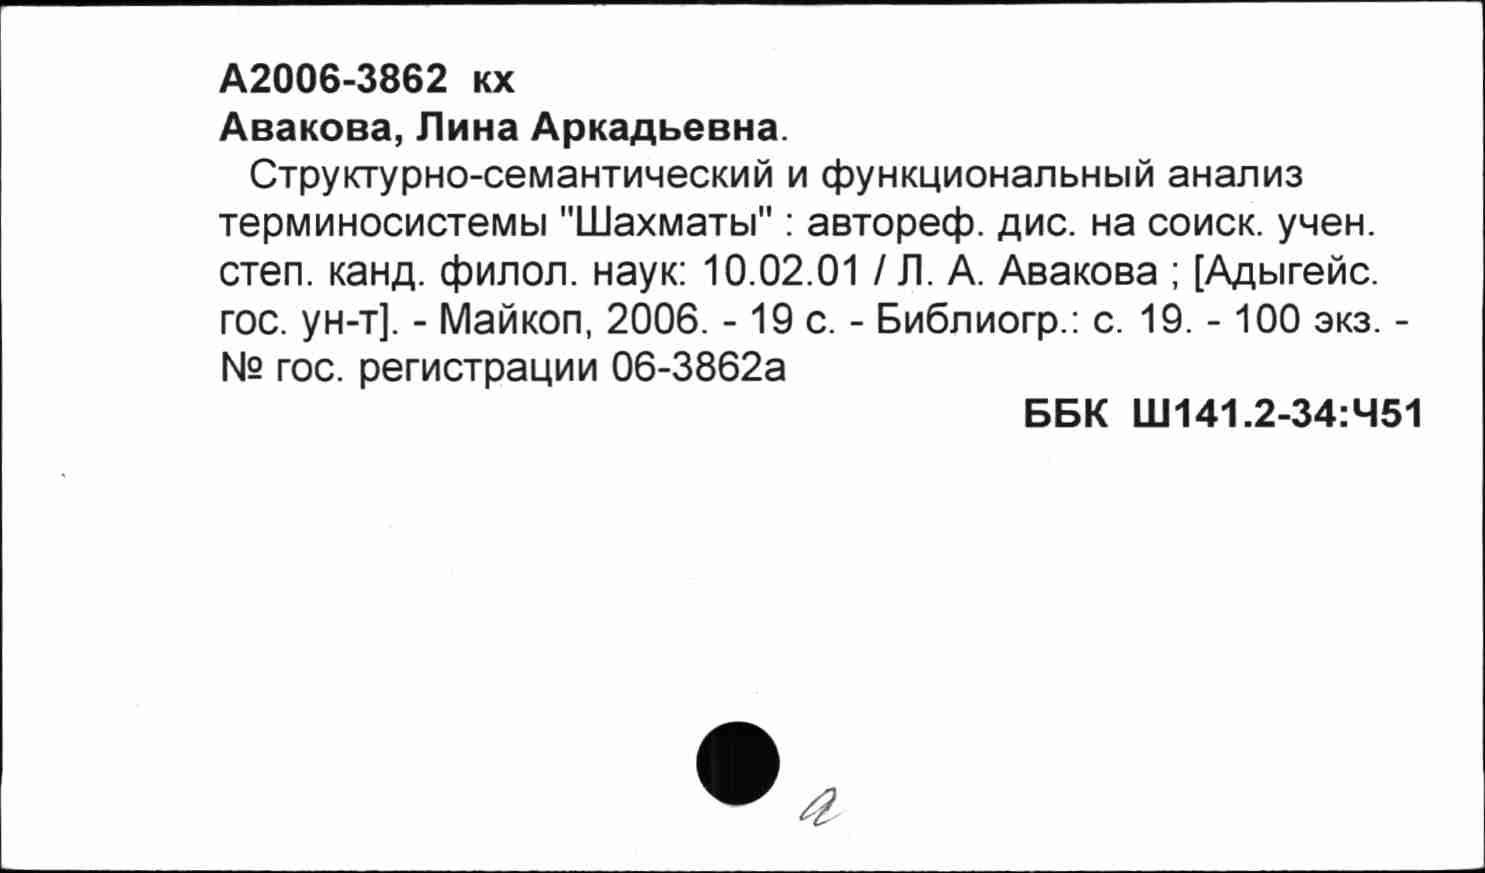 А2006-3862 кх
Авакова, Лина Аркадьевна.
Структурно-семантический и функциональный анализ
терминосистемы "Шахматы" : автореф. дис. на соиск. учен.
степ. канд. филол. наук: 10.02.01 / Л. А. Авакова ; [Адыгейс.
гос. ун-т]. - Майкоп, 2006. - 19 с. - Библиогр.: с. 19. - 100 экз. -
№ гос. регистрации 06-3862а
ББК Ш141.2-34:Ч51
а